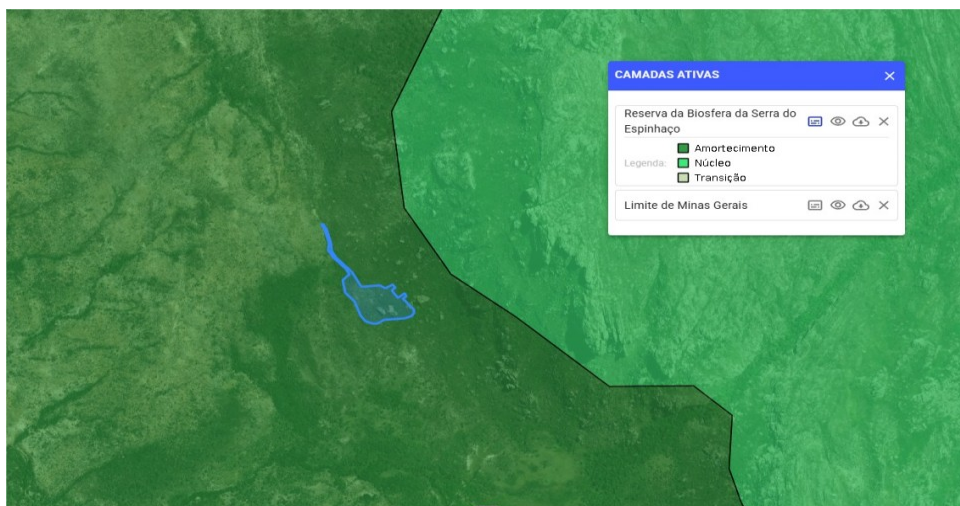 CAMADAS ATIVAS
Reserva da Biosfera da Serra do
Espinhaço
Legenda:
Amortecimento
Núcleo
Transição
Limite de Minas Gerais